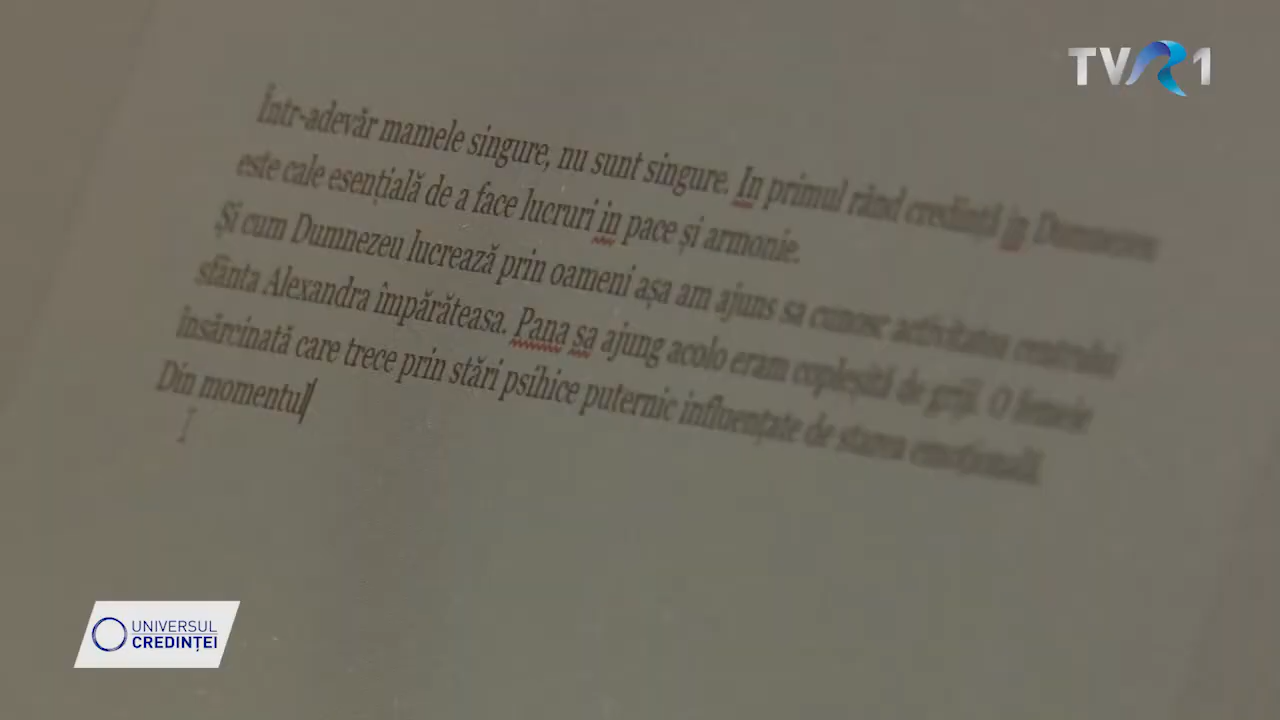 TVR1
Într-adevăr mamele singure, nu sunt singure. In primul rând credință in Dumnezeu
este cale esențială de a face lucruri in pace și armonie.
Și cum Dumnezeu lucrează prin oameni așa am ajuns sa cunosc activitatea centrului
sfânta Alexandra împărăteasa. Pana sa ajung acolo eram copleșită de griji. O femeie
însărcinată care trece prin stări psihice puternic influențate de starea emoțională.
Din momentul
UNIVERSUL
CREDINȚEI